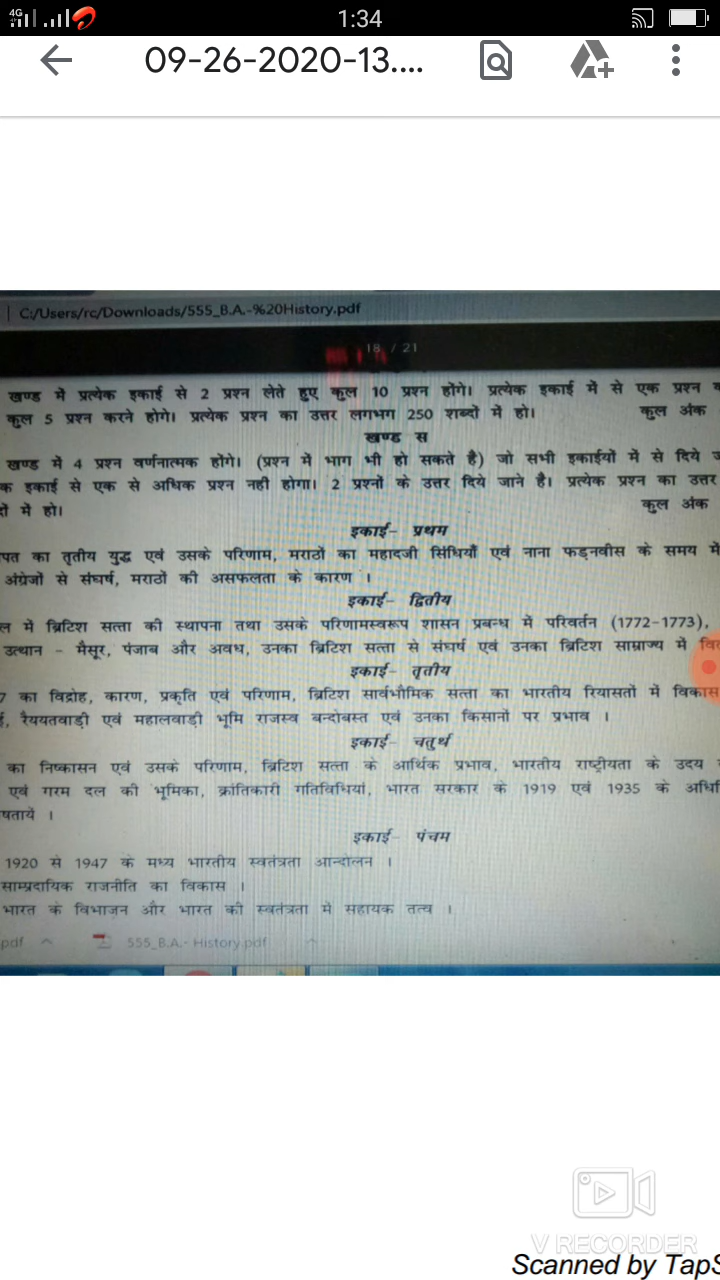 4G
1:34
09-26-2020-13....
C:/Users/rc/Downloads/555_B.A.-%20History.pdf
18 / 21
खण्ड में प्रत्येक इकाई से 2 प्रश्न लेते हुए कुल 10 प्रश्न होंगे। प्रत्येक इकाई में से एक प्रश्न
कुल 5 प्रश्न करने होगे। प्रत्येक प्रश्न का उत्तर लगभग 250 शब्दों में हो। कुल अंक
खण्ड स
खण्ड में 4 प्रश्न वर्णनात्मक होंगे। (प्रश्न में भाग भी हो सकते है) जो सभी इकाईयों में से दिये
क इकाई से एक से अधिक प्रश्न नही होगा। 2 प्रश्नों के उत्तर दिये जाने है। प्रत्येक प्रश्न का उत्तर
दों में हो। कुल अंक
इकाई- प्रथम
पत का तृतीय युद्ध एवं उसके परिणाम, मराठों का महादजी सिंधियाँ एवं नाना फड़नवीस के समय में
अंग्रेजों से संघर्ष, मराठों की असफलता के कारण ।
इकाई- द्वितीय
ल में ब्रिटिश सत्ता की स्थापना तथा उसके परिणामस्वरूप शासन प्रबन्ध में परिवर्तन (1772-1773),
उत्थान - मैसूर, पंजाब और अवध, उनका ब्रिटिश सत्ता से संघर्ष एवं उनका ब्रिटिश साम्राज्य में
इकाई- तृतीय
7 का विद्रोह, कारण, प्रकृति एवं परिणाम, ब्रिटिश सार्वभौमिक सत्ता का भारतीय रियासतों में विकास
रैययतवाड़ी एवं महालवाड़ी भूमि राजस्व बन्दोबस्त एवं उनका किसानों पर प्रभाव ।
इकाई- चतुर्थ
का निष्कासन एवं उसके परिणाम, ब्रिटिश सत्ता के आर्थिक प्रभाव, भारतीय राष्ट्रीयता के उदय
एवं गरम दल की भूमिका, क्रांतिकारी गतिविधियां, भारत सरकार के 1919 एवं 1935 के अधि
षतायें ।
इकाई- पंचम
1920 से 1947 के मध्य भारतीय स्वतंत्रता आन्दोलन ।
साम्प्रदायिक राजनीति का विकास ।
भारत के विभाजन और भारत की स्वतंत्रता में सहायक तत्व ।
pdf 555_B.A.- History.pdf
V RECORDER
Scanned by TapS